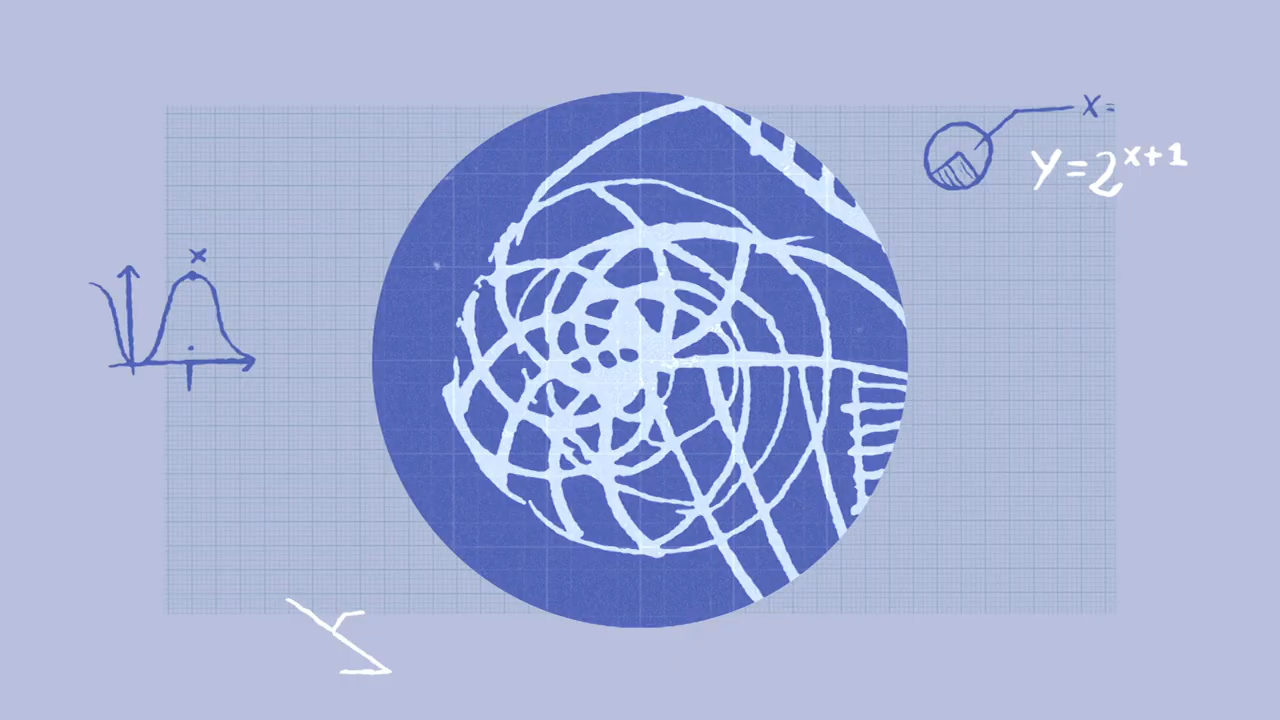 x=
y=2^{x+1}
x